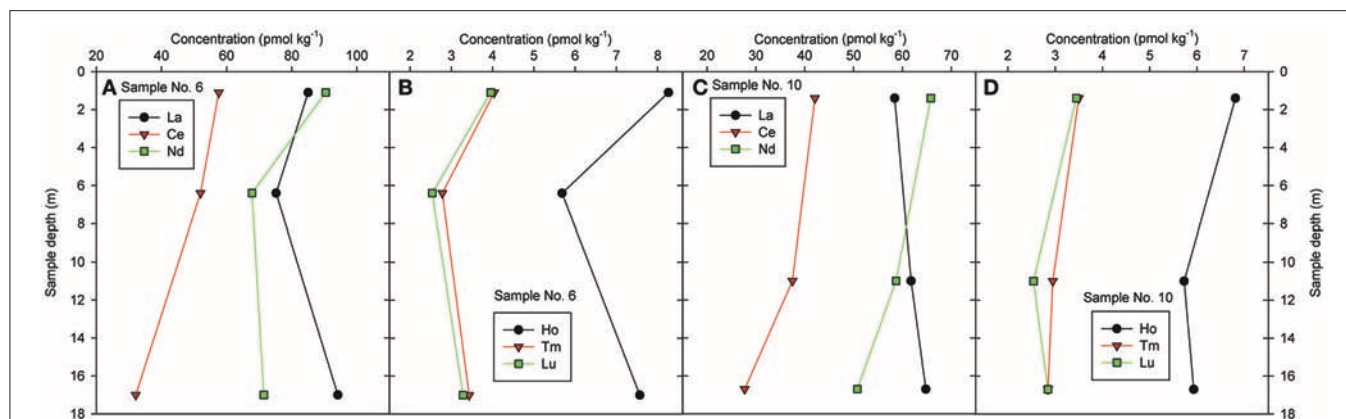 Concentration (pmol kg⁻¹) Concentration (pmol kg⁻¹) Concentration (pmol kg⁻¹) Concentration (pmol kg⁻¹)
20 40 60 80 100 2 3 4 5 6 7 8 20 30 40 50 60 70 2 3 4 5 6 7
0 0
A Sample No. 6 B C Sample No. 10 D
La La
2 2
Ce Ce
Nd Nd
4 4
6 6
Sample depth (m) Sample depth (m)
8 8
10 10
12 Sample No. 6 Sample No. 10 12
Ho Ho
14 Tm Tm 14
Lu Lu
16 16
18 18